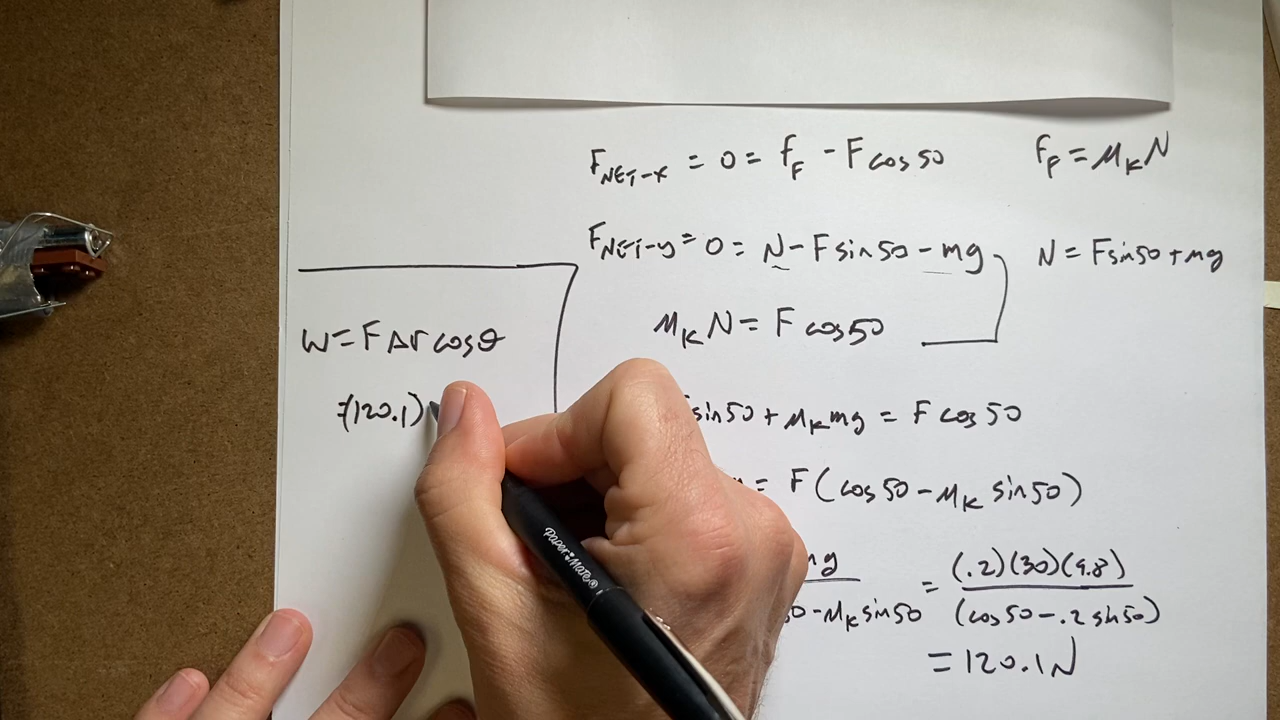 F_NET-x = 0 = f_F - F cos 50
f_F = μ_K N
F_NET-y = 0 = N - F sin 50 - mg
N = F sin 50 + mg
μ_K N = F cos 50
sin 50 + μ_K mg = F cos 50
= F (cos 50 - μ_K sin 50)
g / - μ_K sin 50 = (.2)(30)(9.8) / (cos 50 - .2 sin 50)
= 120.1 N
W = F Δr cos θ
= (120.1)
Paper Mate